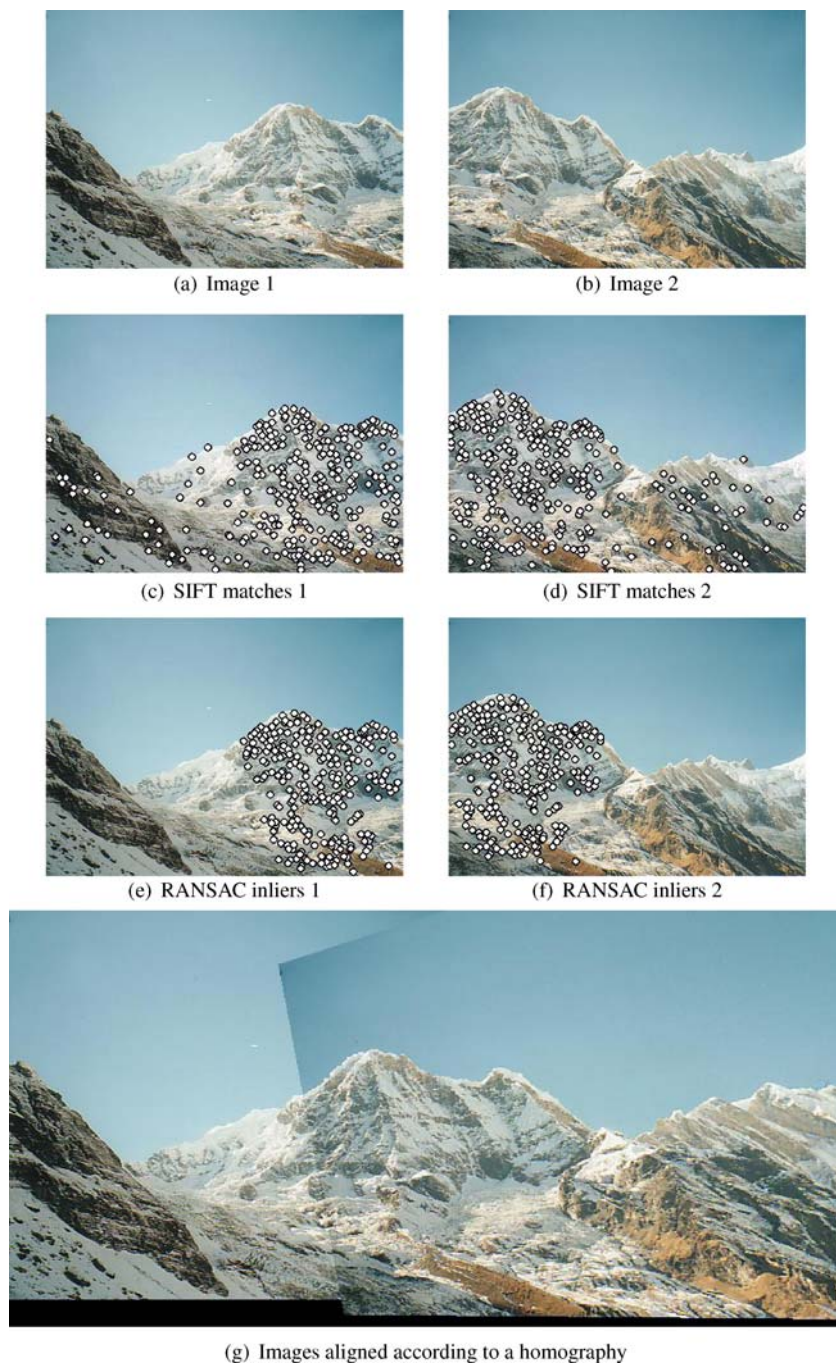 (a) Image 1
(b) Image 2
(c) SIFT matches 1
(d) SIFT matches 2
(e) RANSAC inliers 1
(f) RANSAC inliers 2
(g) Images aligned according to a homography